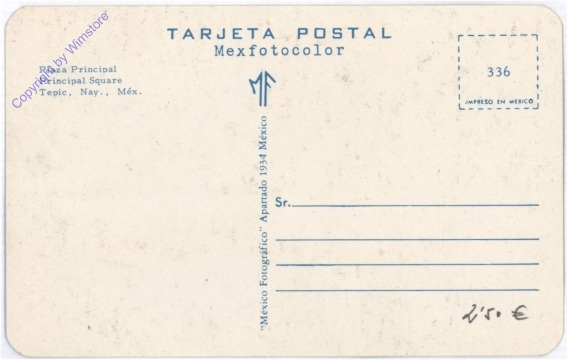 TARJETA POSTAL
Mexfotocolor
Plaza Principal
Principal Square
Tepic, Nay., Méx.
Copyright by Wimstore
MF
336
IMPRESO EN MEXICO
"México Fotográfico" Apartado 1934 México
Sr.
2'50 €